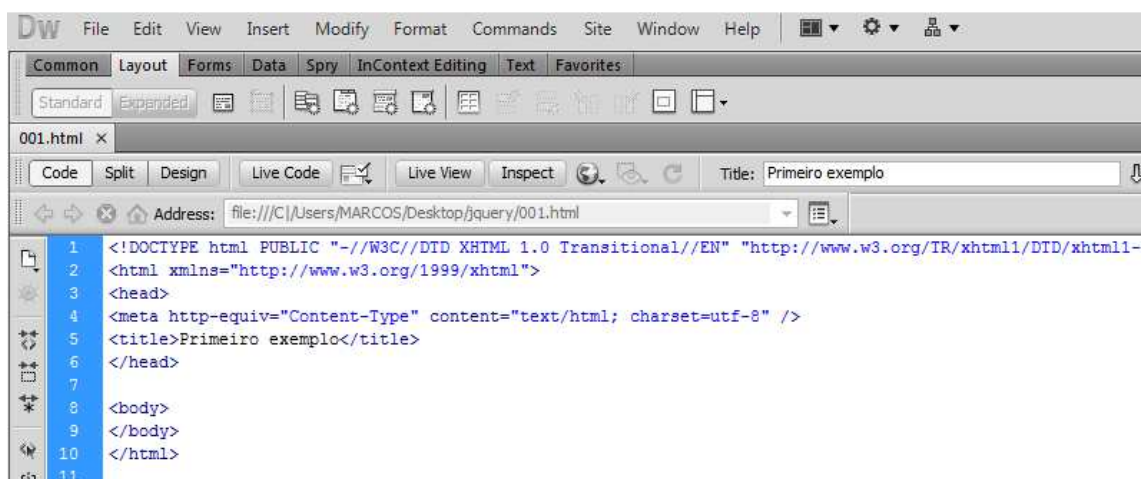 Dw File Edit View Insert Modify Format Commands Site Window Help
Common Layout Forms Data Spry InContext Editing Text Favorites
Standard Expanded
001.html ×
Code Split Design Live Code Live View Inspect Title: Primeiro exemplo
Address: file:///C|/Users/MARCOS/Desktop/jquery/001.html
1 <!DOCTYPE html PUBLIC "-//W3C//DTD XHTML 1.0 Transitional//EN" "http://www.w3.org/TR/xhtml1/DTD/xhtml1-
2 <html xmlns="http://www.w3.org/1999/xhtml">
3 <head>
4 <meta http-equiv="Content-Type" content="text/html; charset=utf-8" />
5 <title>Primeiro exemplo</title>
6 </head>
7
8 <body>
9 </body>
10 </html>
11